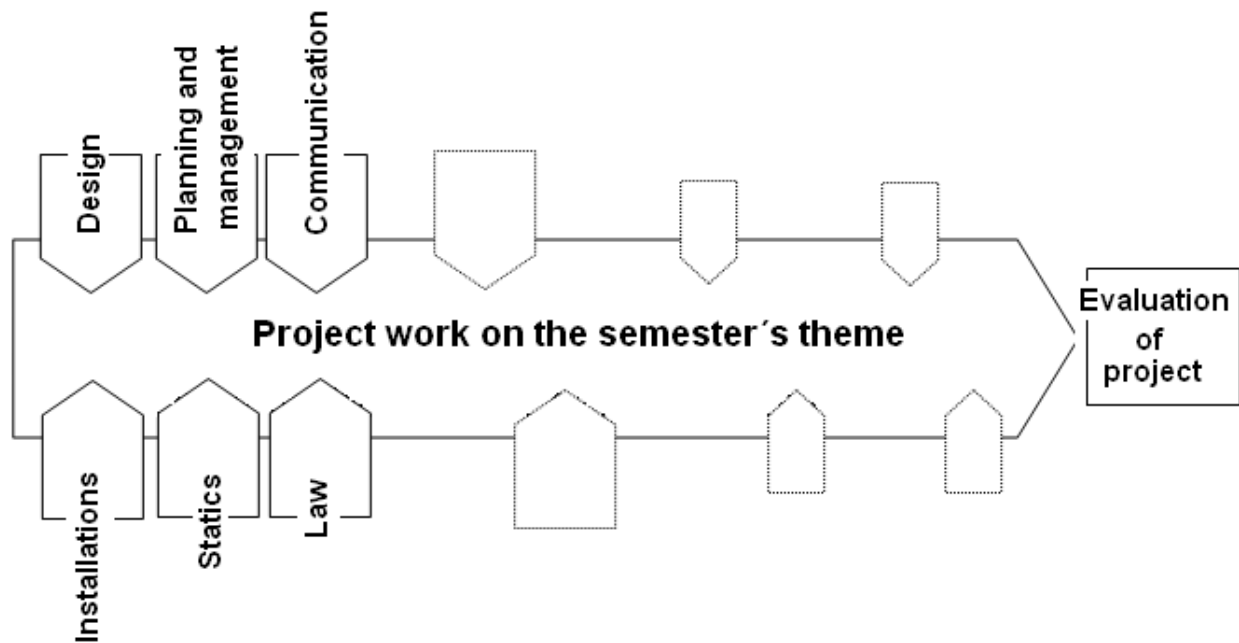 Design
Planning and
management
Communication
Project work on the semester´s theme
Evaluation
of
project
Installations
Statics
Law